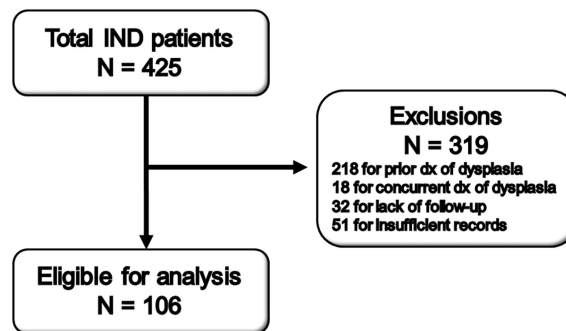 Total IND patients
N = 425
Exclusions
N = 319
218 for prior dx of dysplasia
18 for concurrent dx of dysplasia
32 for lack of follow-up
51 for insufficient records
Eligible for analysis
N = 106